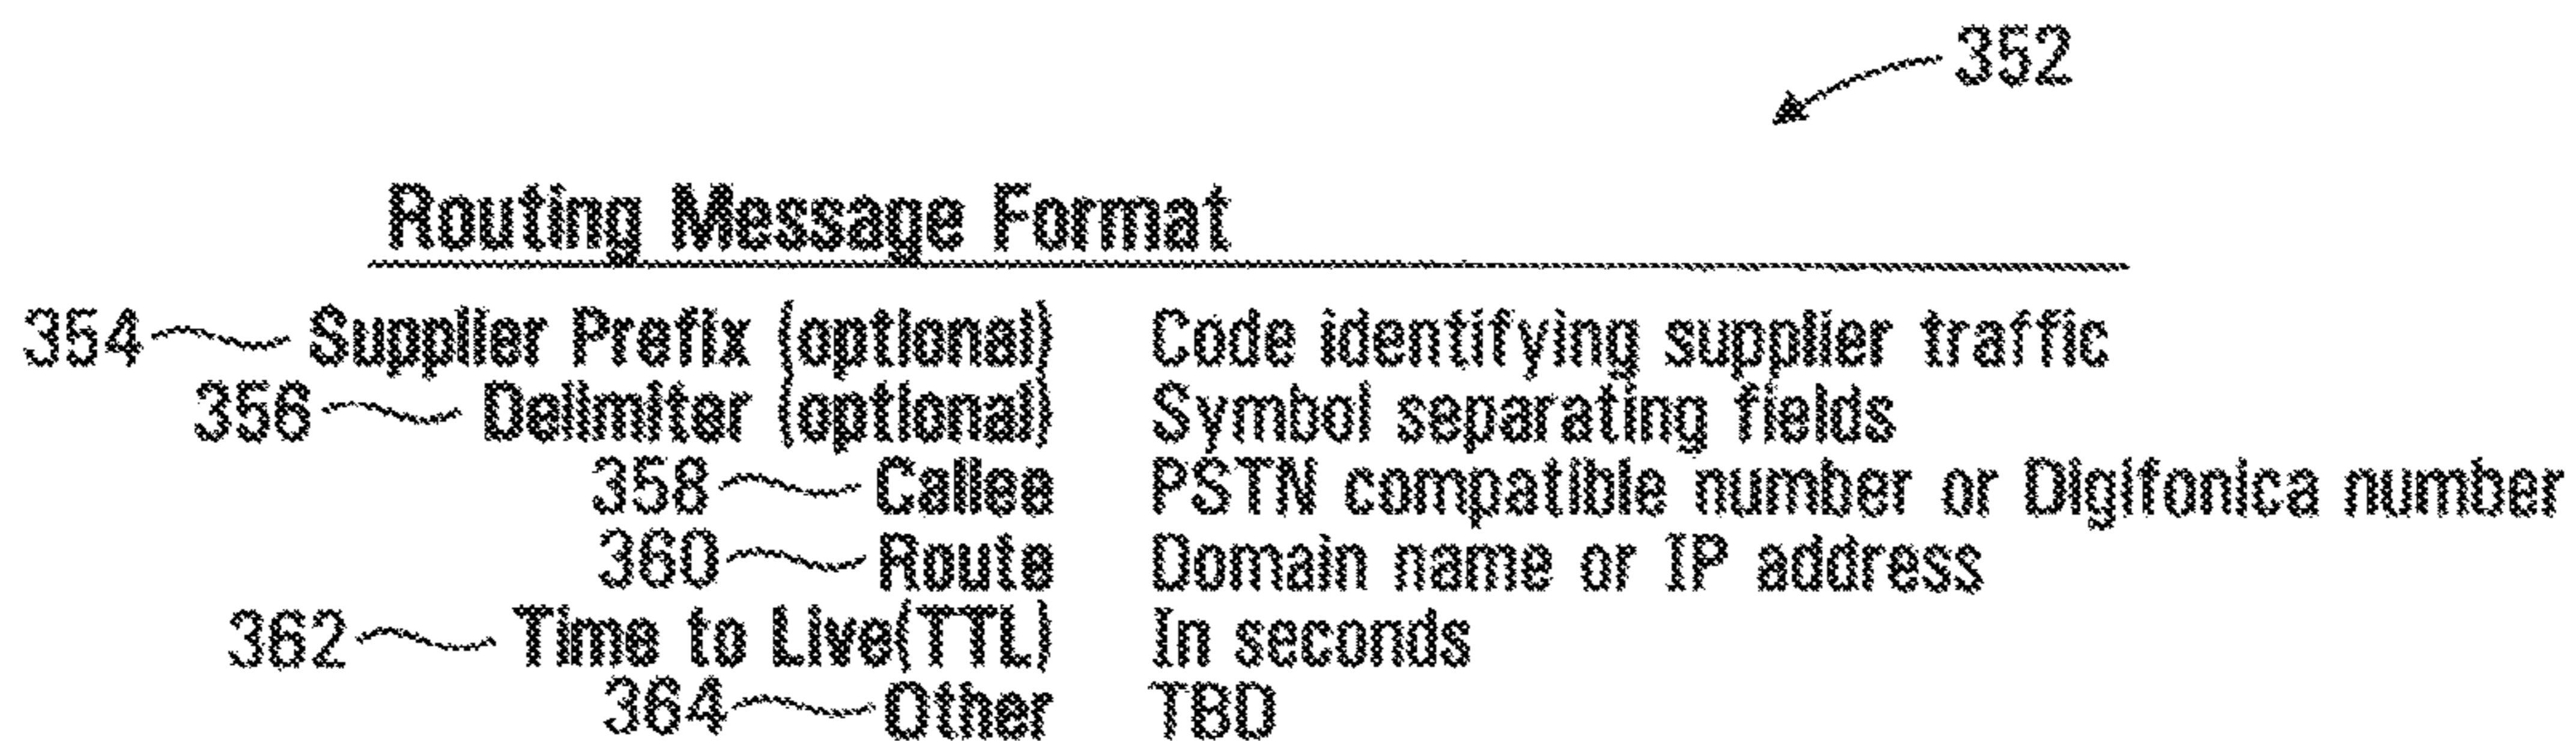 352
Routing Message Format
354 Supplier Prefix (optional) Code identifying supplier traffic
356 Delimiter (optional) Symbol separating fields
358 Callee PSTN compatible number or Digifonica number
360 Route Domain name or IP address
362 Time to Live(TTL) In seconds
364 Other TBD